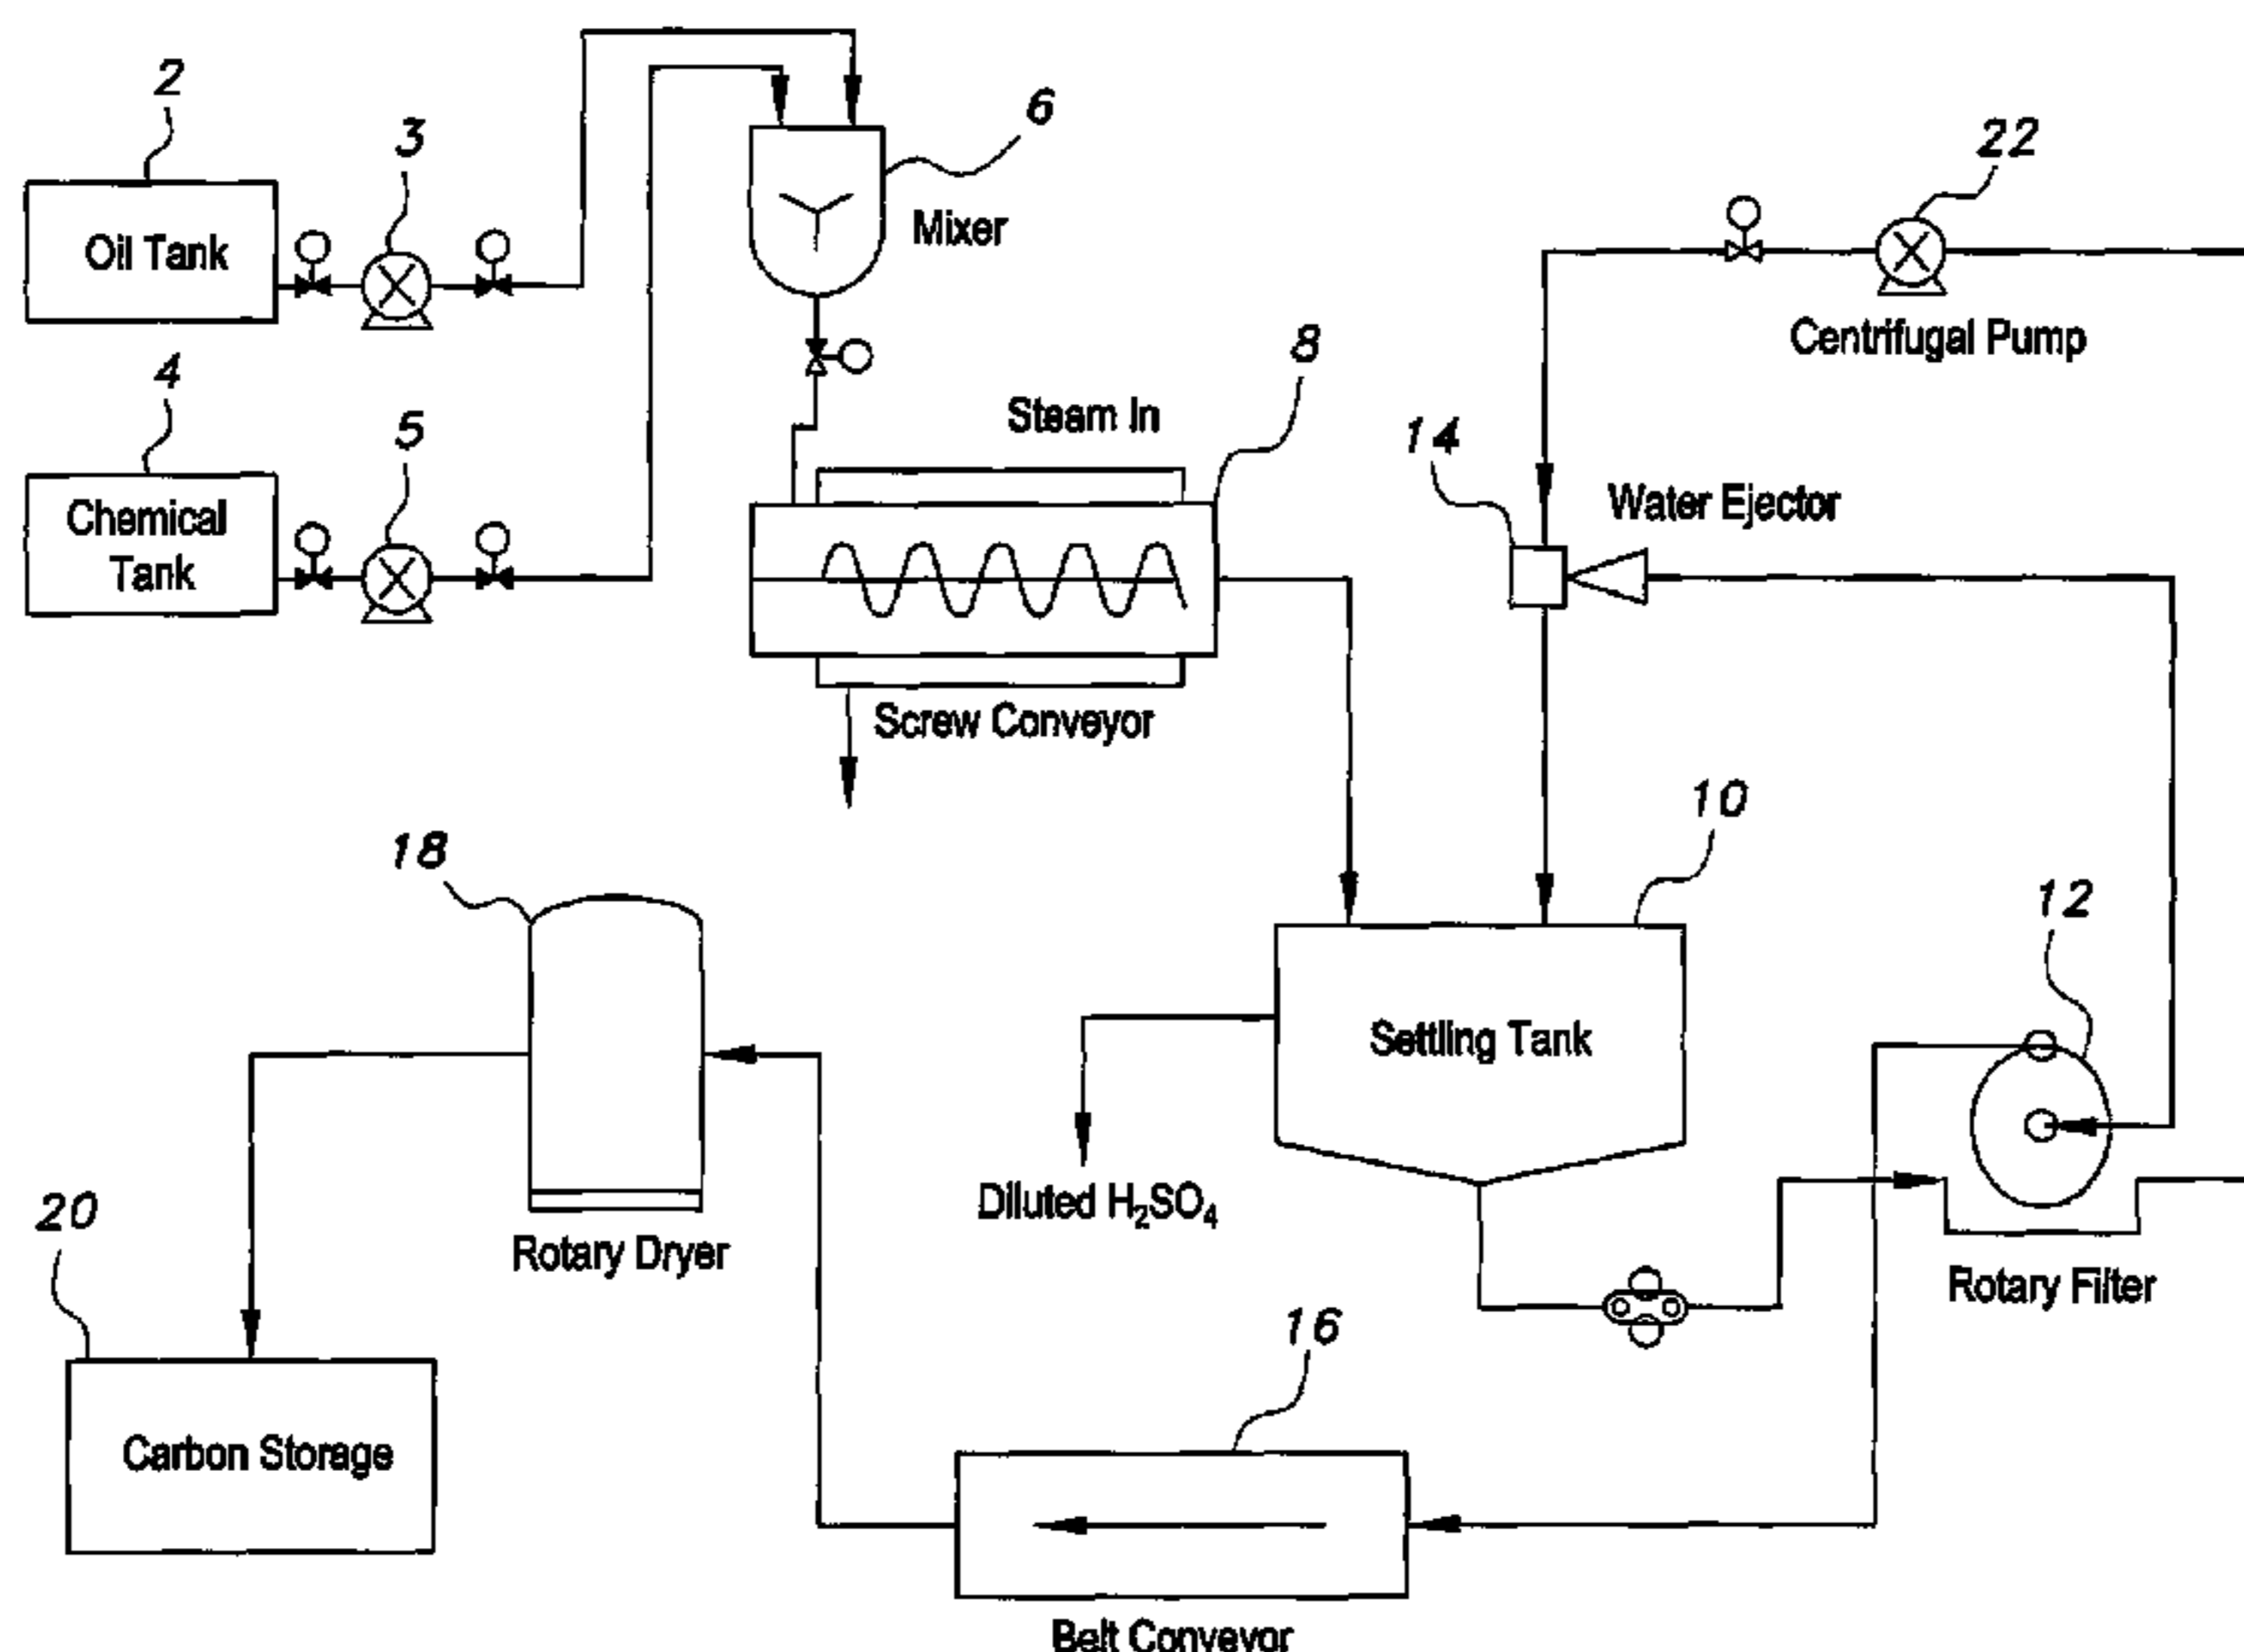 2
Oil Tank
3
4
Chemical
Tank
5
6
Mixer
22
Centrifugal Pump
Steam In
8
Screw Conveyor
14
Water Ejector
10
Settling Tank
12
Rotary Filter
Diluted H₂SO₄
18
Rotary Dryer
20
Carbon Storage
16
Belt Conveyor